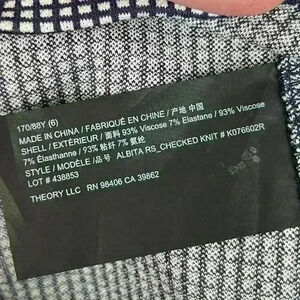 170/88Y (6)
MADE IN CHINA / FABRIQUÉ EN CHINE / 产地 中国
SHELL / EXTÉRIEUR / 面料 93% Viscose 7% Elastane / 93% Viscose
7% Élasthanne / 93% 粘纤 7% 氨纶
STYLE / MODÈLE /品号 ALBITA RS_CHECKED KNIT # K076602R
LOT # 438853
THEORY LLC RN 98406 CA 39862